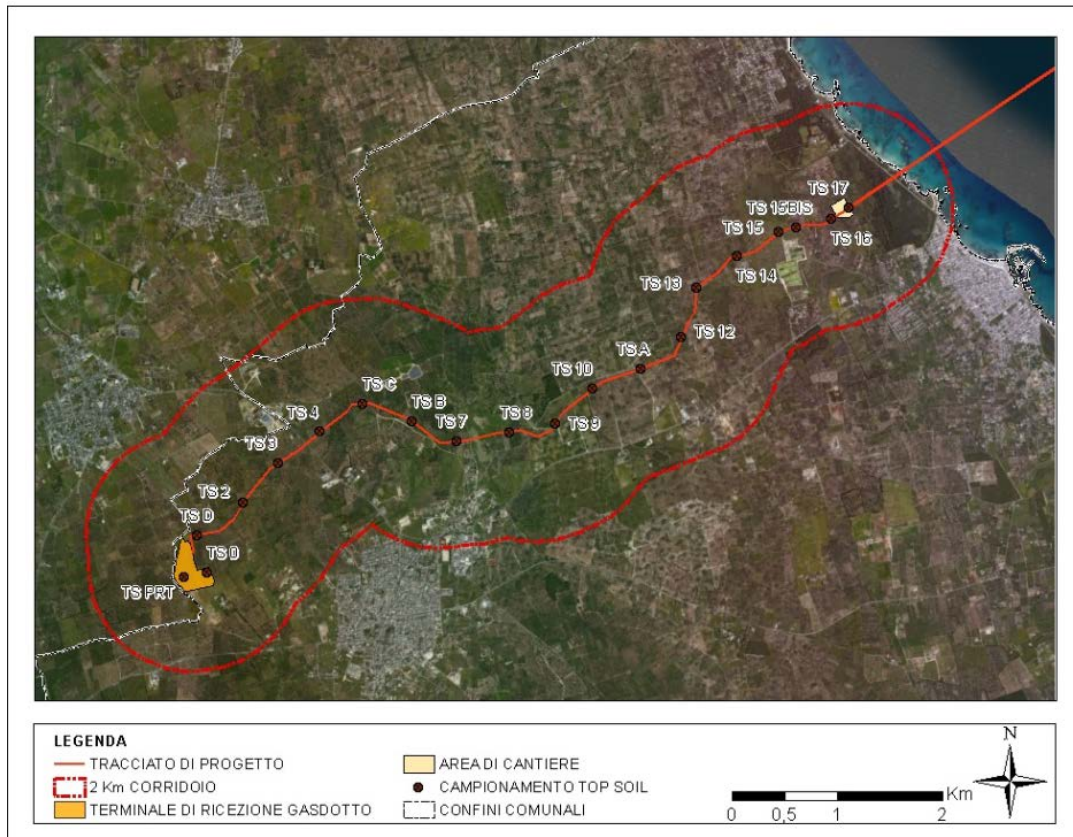 TS 17
TS 15BIS
TS 15
TS 16
TS 14
TS 13
TS 12
TS A
TS 10
TS C
TS B
TS 4
TS 7
TS 8
TS 9
TS 3
TS 2
TS D
TS 0
TS PRT
LEGENDA
TRACCIATO DI PROGETTO
2 Km CORRIDOIO
TERMINALE DI RICEZIONE GASDOTTO
AREA DI CANTIERE
CAMPIONAMENTO TOP SOIL
CONFINI COMUNALI
N
Km
0 0,5 1 2